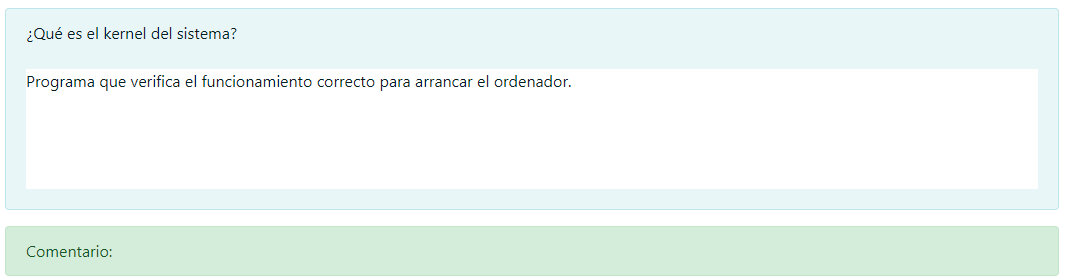 ¿Qué es el kernel del sistema?
Programa que verifica el funcionamiento correcto para arrancar el ordenador.
Comentario: